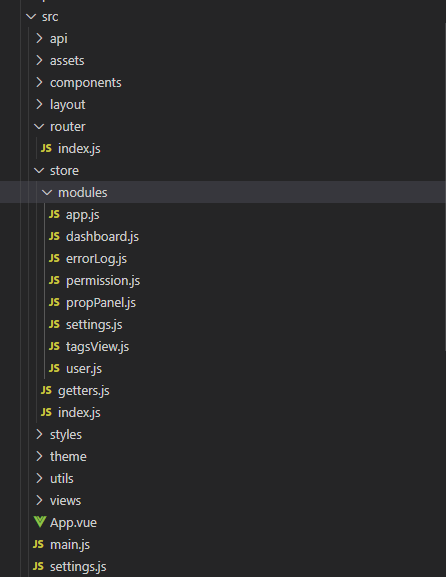 src
api
assets
components
layout
router
JS index.js
store
modules
JS app.js
JS dashboard.js
JS errorLog.js
JS permission.js
JS propPanel.js
JS settings.js
JS tagsView.js
JS user.js
JS getters.js
JS index.js
styles
theme
utils
views
App.vue
JS main.js
JS settings.js